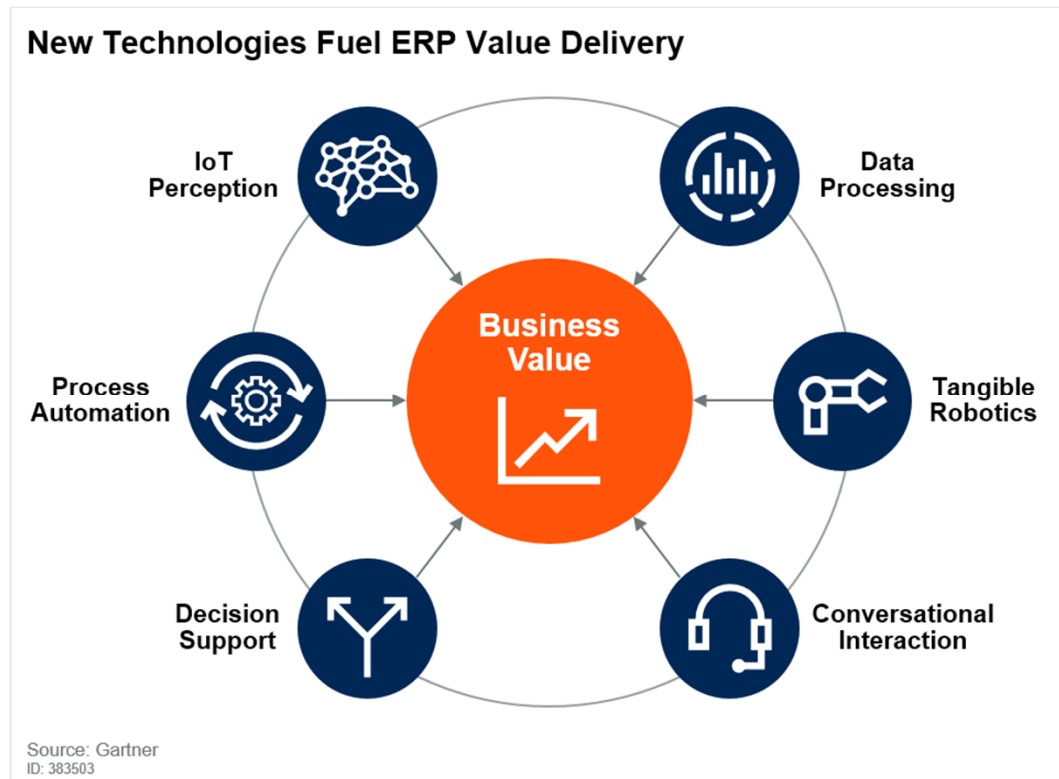 New Technologies Fuel ERP Value Delivery
IoT
Perception
Data
Processing
Business
Value
Process
Automation
Tangible
Robotics
Decision
Support
Conversational
Interaction
Source: Gartner
ID: 383503